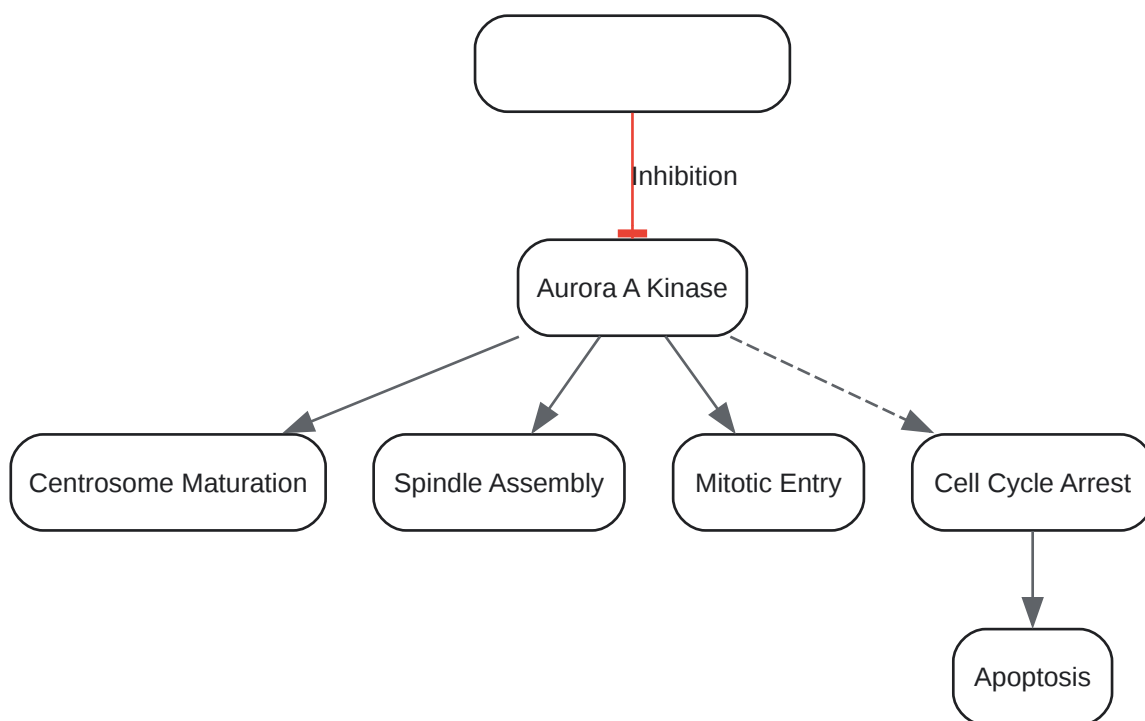 Inhibition
Aurora A Kinase
Centrosome Maturation
Spindle Assembly
Mitotic Entry
Cell Cycle Arrest
Apoptosis